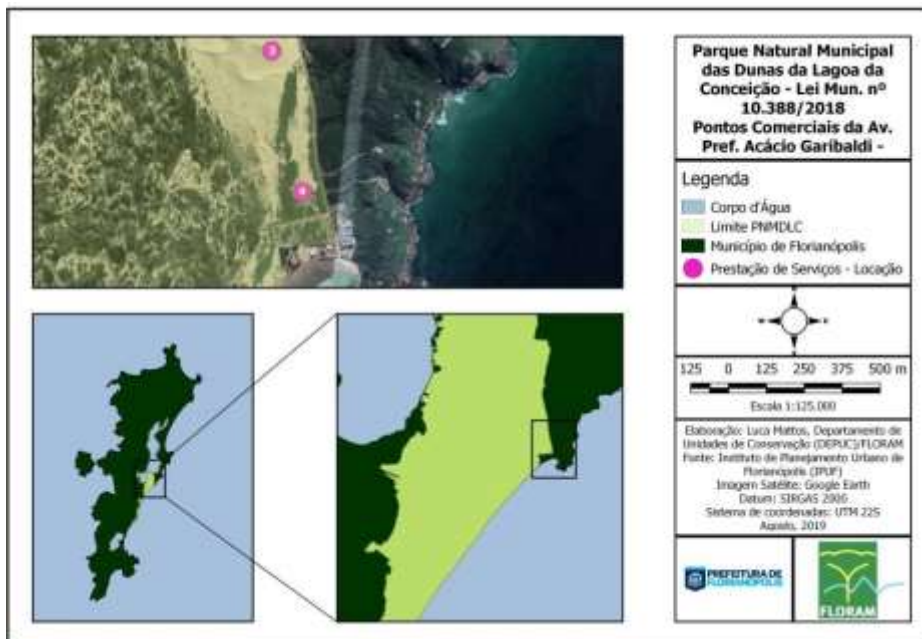 3
4
Parque Natural Municipal
das Dunas da Lagoa da
Conceição - Lei Mun. nº
10.388/2018
Pontos Comerciais da Av.
Pref. Acácio Garibaldi -
Legenda
Corpo d'Água
Limite PNMDLC
Município de Florianópolis
Prestação de Serviços - Locação
125 0 125 250 375 500 m
Escala 1:125.000
Elaboração: Luca Mattos, Departamento de
Unidades de Conservação (DEPUC)/FLORAM
Fonte: Instituto de Planejamento Urbano de
Florianópolis (IPUF)
Imagem Satélite: Google Earth
Datum: SIRGAS 2000
Sistema de coordenadas: UTM 22S
Agosto, 2019
PREFEITURA DE
FLORIANÓPOLIS
FLORAM